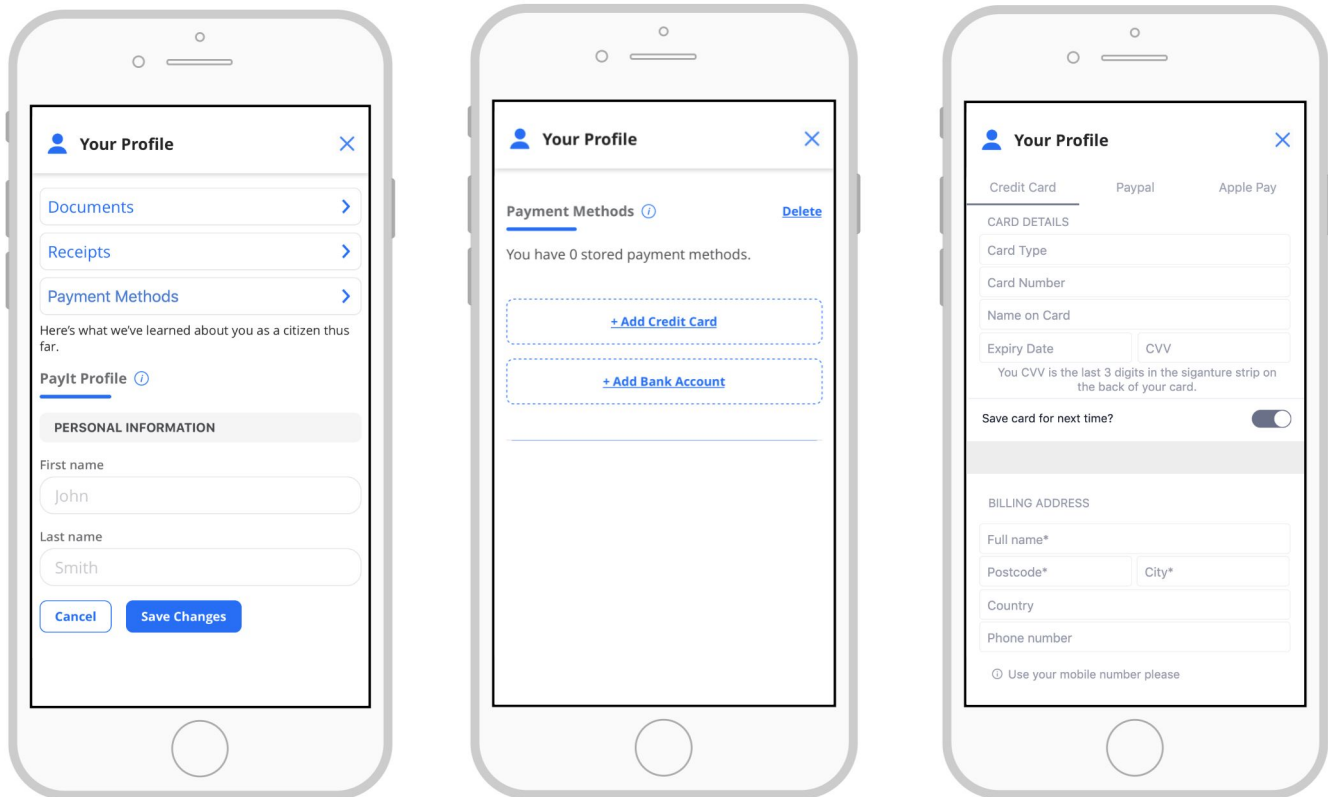 Your Profile
Documents
Receipts
Payment Methods
Here's what we've learned about you as a citizen thus
far.
PayIt Profile
PERSONAL INFORMATION
First name
John
Last name
Smith
Cancel Save Changes
Your Profile
Payment Methods Delete
You have 0 stored payment methods.
+ Add Credit Card
+ Add Bank Account
Your Profile
Credit Card Paypal Apple Pay
CARD DETAILS
Card Type
Card Number
Name on Card
Expiry Date CVV
You CVV is the last 3 digits in the siganture strip on
the back of your card.
Save card for next time?
BILLING ADDRESS
Full name*
Postcode* City*
Country
Phone number
Use your mobile number please